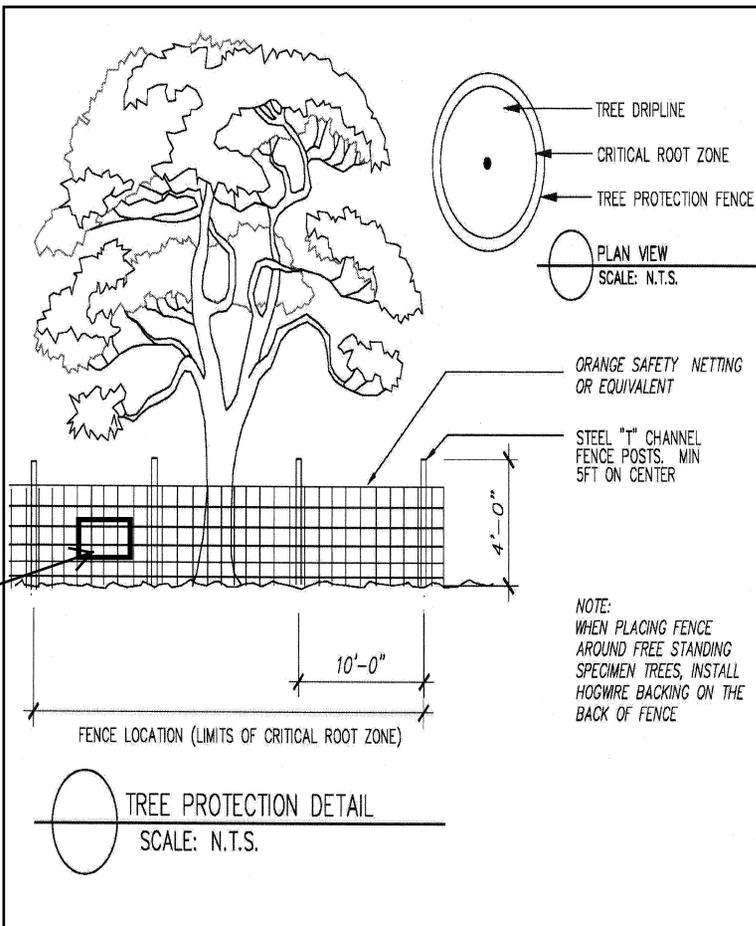 TREE DRIPLINE
CRITICAL ROOT ZONE
TREE PROTECTION FENCE
PLAN VIEW
SCALE: N.T.S.
ORANGE SAFETY NETTING
OR EQUIVALENT
STEEL "T" CHANNEL
FENCE POSTS. MIN
5FT ON CENTER
4'-0"
NOTE:
WHEN PLACING FENCE
AROUND FREE STANDING
SPECIMEN TREES, INSTALL
HOGWIRE BACKING ON THE
BACK OF FENCE
10'-0"
FENCE LOCATION (LIMITS OF CRITICAL ROOT ZONE)
TREE PROTECTION DETAIL
SCALE: N.T.S.